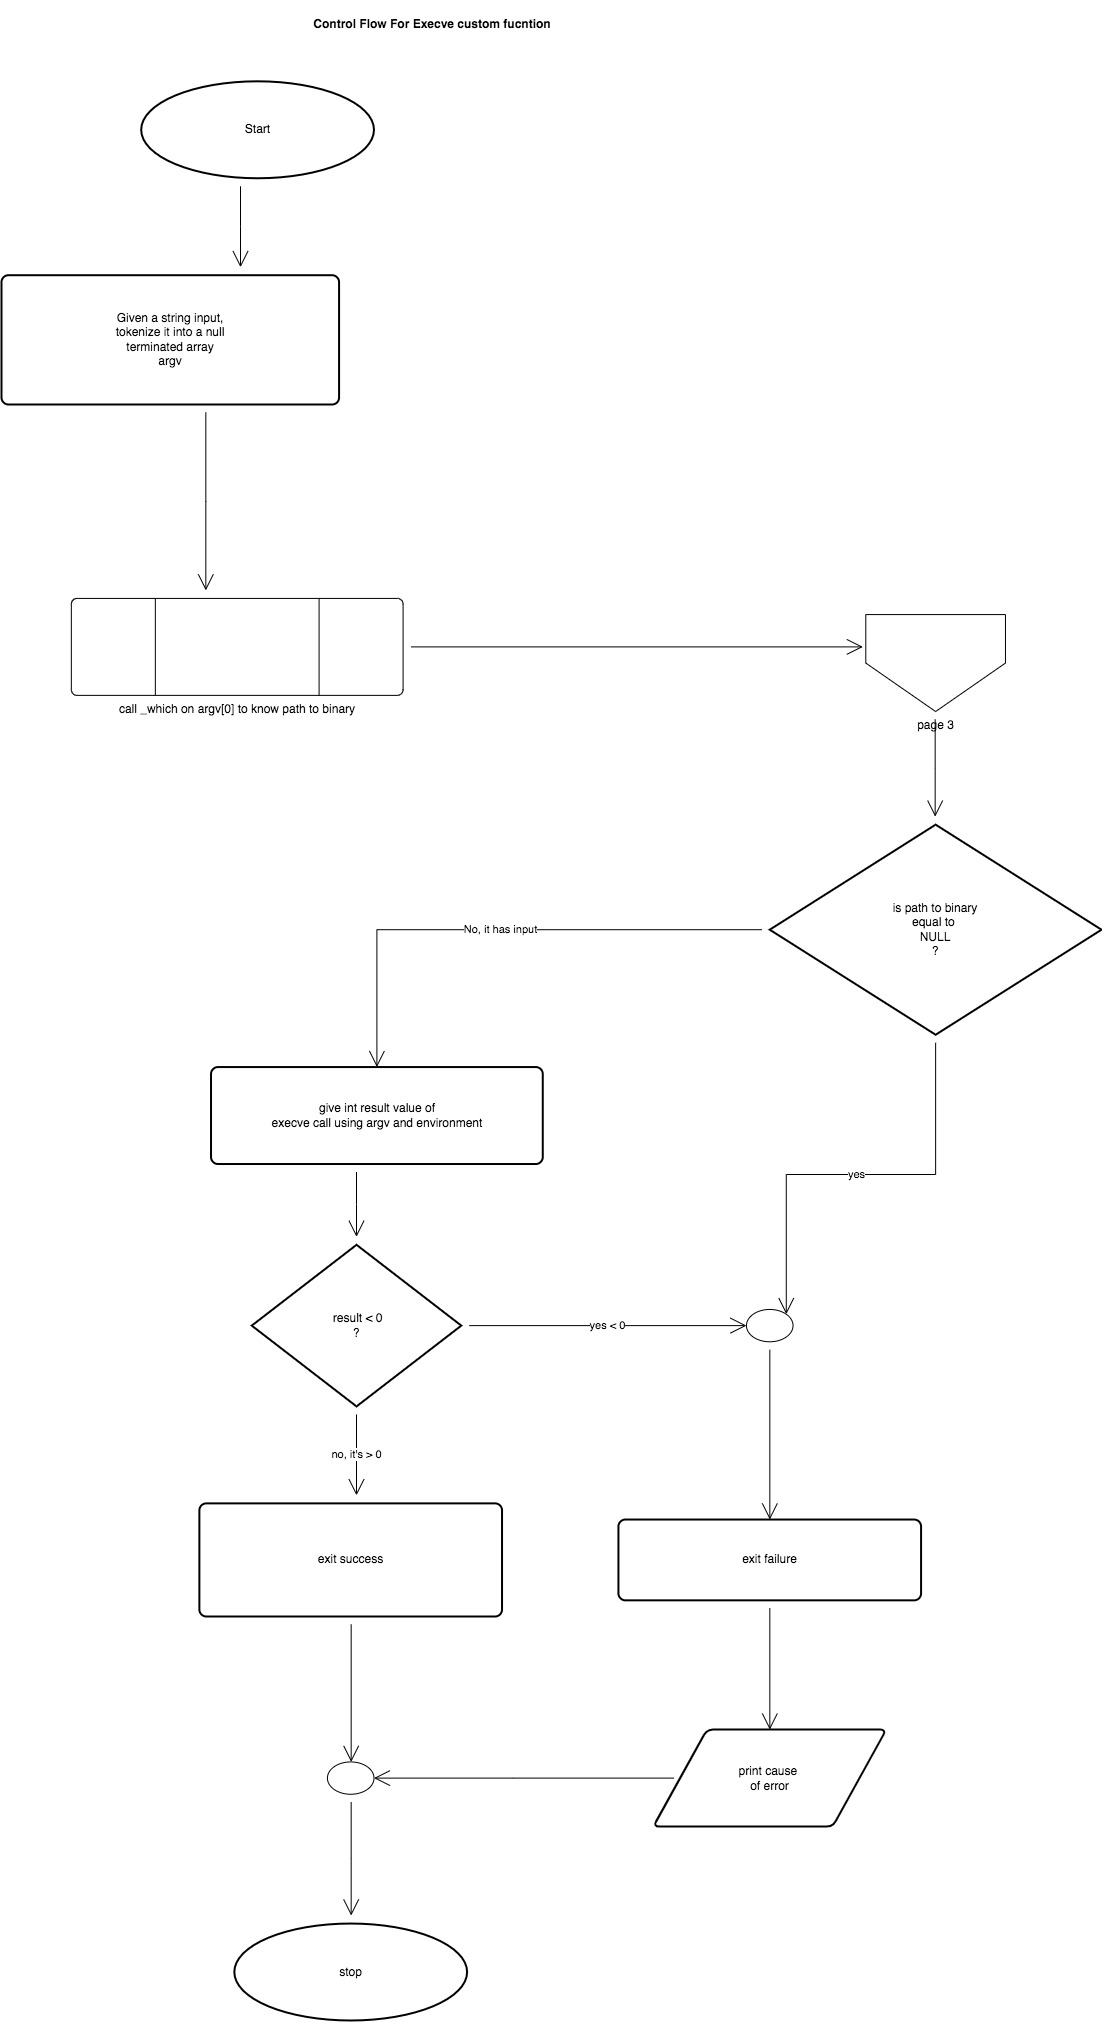 Control Flow For Execve custom fucntion
Start
Given a string input,
tokenize it into a null
terminated array
argv
call _which on argv[0] to know path to binary
page 3
is path to binary
equal to
NULL
?
No, it has input
give int result value of
execve call using argv and environment
yes
result < 0
?
yes < 0
no, it's > 0
exit success
exit failure
print cause
of error
stop